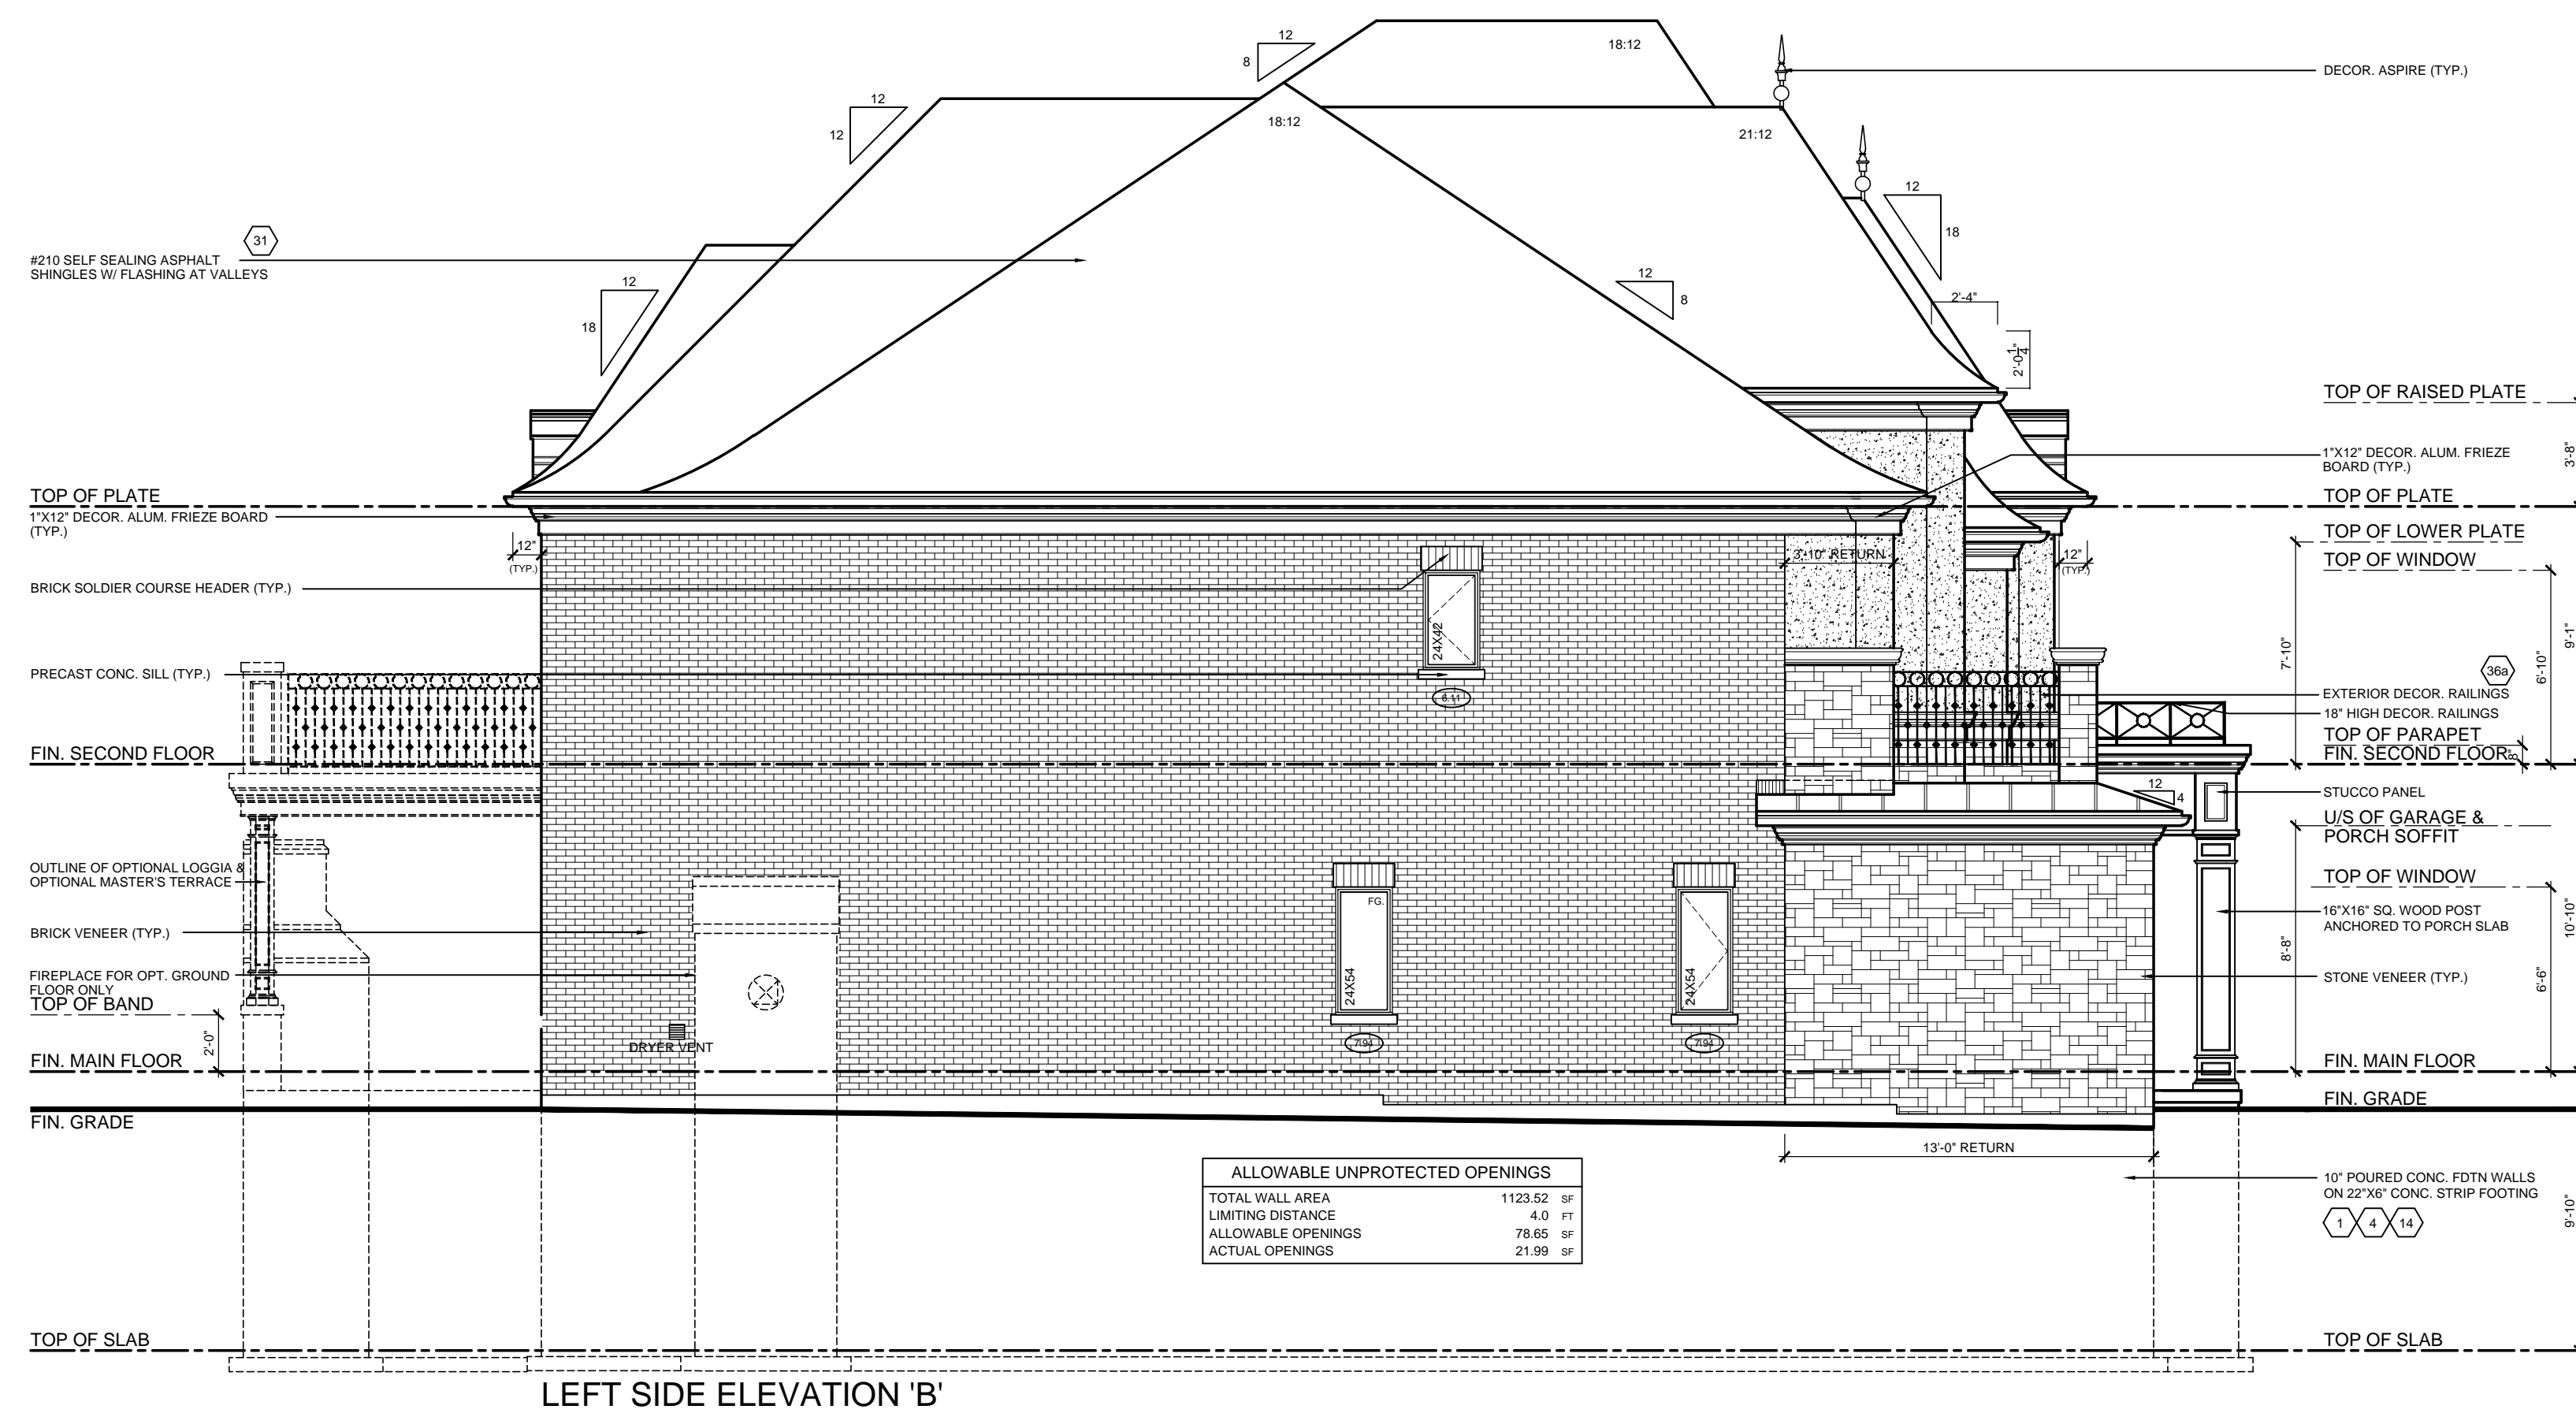 12
8
18:12
DECOR. ASPIRE (TYP.)
12
12
18:12
21:12
12
18
31
#210 SELF SEALING ASPHALT
SHINGLES W/ FLASHING AT VALLEYS
12
18
12
8
2'-4"
2'-0 1/4"
TOP OF RAISED PLATE
3'-8"
1"X12" DECOR. ALUM. FRIEZE
BOARD (TYP.)
TOP OF PLATE
TOP OF PLATE
1"X12" DECOR. ALUM. FRIEZE BOARD
(TYP.)
12"
(TYP.)
3'-10" RETURN
12"
(TYP.)
TOP OF LOWER PLATE
TOP OF WINDOW
BRICK SOLDIER COURSE HEADER (TYP.)
24X42
7'-10"
6'-10"
9'-1"
PRECAST CONC. SILL (TYP.)
6.11
36a
EXTERIOR DECOR. RAILINGS
18" HIGH DECOR. RAILINGS
TOP OF PARAPET
FIN. SECOND FLOOR
FIN. SECOND FLOOR
8"
12
4
STUCCO PANEL
U/S OF GARAGE &
PORCH SOFFIT
OUTLINE OF OPTIONAL LOGGIA &
OPTIONAL MASTER'S TERRACE
TOP OF WINDOW
FG.
16"X16" SQ. WOOD POST
ANCHORED TO PORCH SLAB
BRICK VENEER (TYP.)
8'-8"
6'-6"
10'-10"
FIREPLACE FOR OPT. GROUND
FLOOR ONLY
24X54
24X54
STONE VENEER (TYP.)
TOP OF BAND
2'-0"
DRYER VENT
7.94
7.94
FIN. MAIN FLOOR
FIN. MAIN FLOOR
FIN. GRADE
FIN. GRADE
13'-0" RETURN
ALLOWABLE UNPROTECTED OPENINGS
TOTAL WALL AREA 1123.52 SF
LIMITING DISTANCE 4.0 FT
ALLOWABLE OPENINGS 78.65 SF
ACTUAL OPENINGS 21.99 SF
10" POURED CONC. FDTN WALLS
ON 22"X6" CONC. STRIP FOOTING
1 4 14
9'-10"
TOP OF SLAB
TOP OF SLAB
LEFT SIDE ELEVATION 'B'